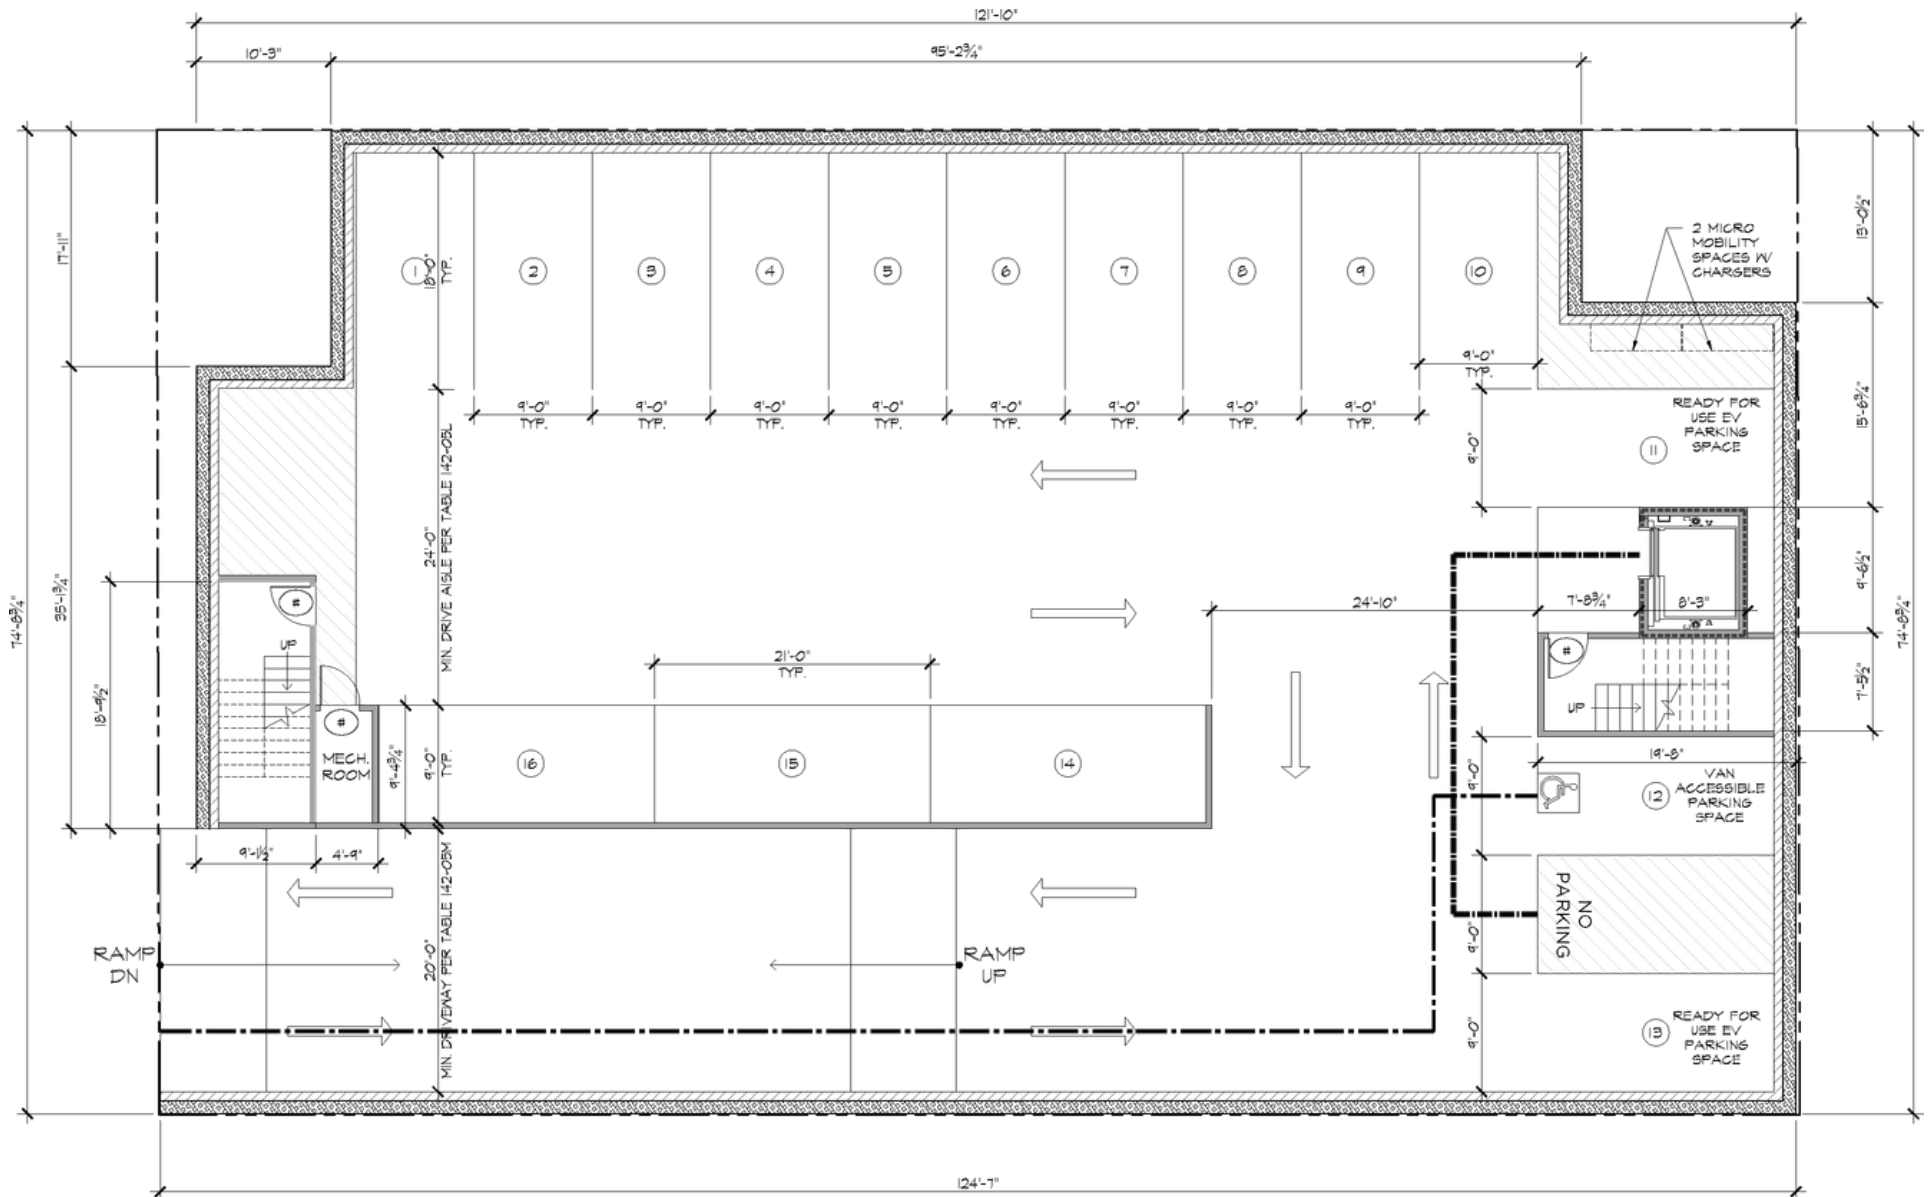 121'-10"
10'-3"
95'-2¾"
17'-11"
35'-1¾"
74'-8¾"
18'-9½"
1
2
3
4
5
6
7
8
9
10
18'-0"
TYP.
2 MICRO
MOBILITY
SPACES W/
CHARGERS
13'-0½"
15'-6¾"
9'-6½"
7'-5½"
74'-8¾"
9'-0"
TYP.
9'-0"
TYP.
9'-0"
TYP.
9'-0"
TYP.
9'-0"
TYP.
9'-0"
TYP.
9'-0"
TYP.
9'-0"
TYP.
9'-0"
TYP.
READY FOR
USE EV
PARKING
SPACE
11
9'-0"
24'-0"
MIN. DRIVE AISLE PER TABLE 142-05L
24'-10"
7'-8¾"
8'-3"
#
UP
21'-0"
TYP.
#
UP
#
MECH.
ROOM
9'-4¾"
9'-0"
TYP.
16
15
14
19'-8"
9'-0"
12
VAN
ACCESSIBLE
PARKING
SPACE
9'-1½"
4'-9"
20'-0"
MIN. DRIVEWAY PER TABLE 142-05M
RAMP
DN
RAMP
UP
NO
PARKING
9'-0"
9'-0"
13
READY FOR
USE EV
PARKING
SPACE
124'-7"